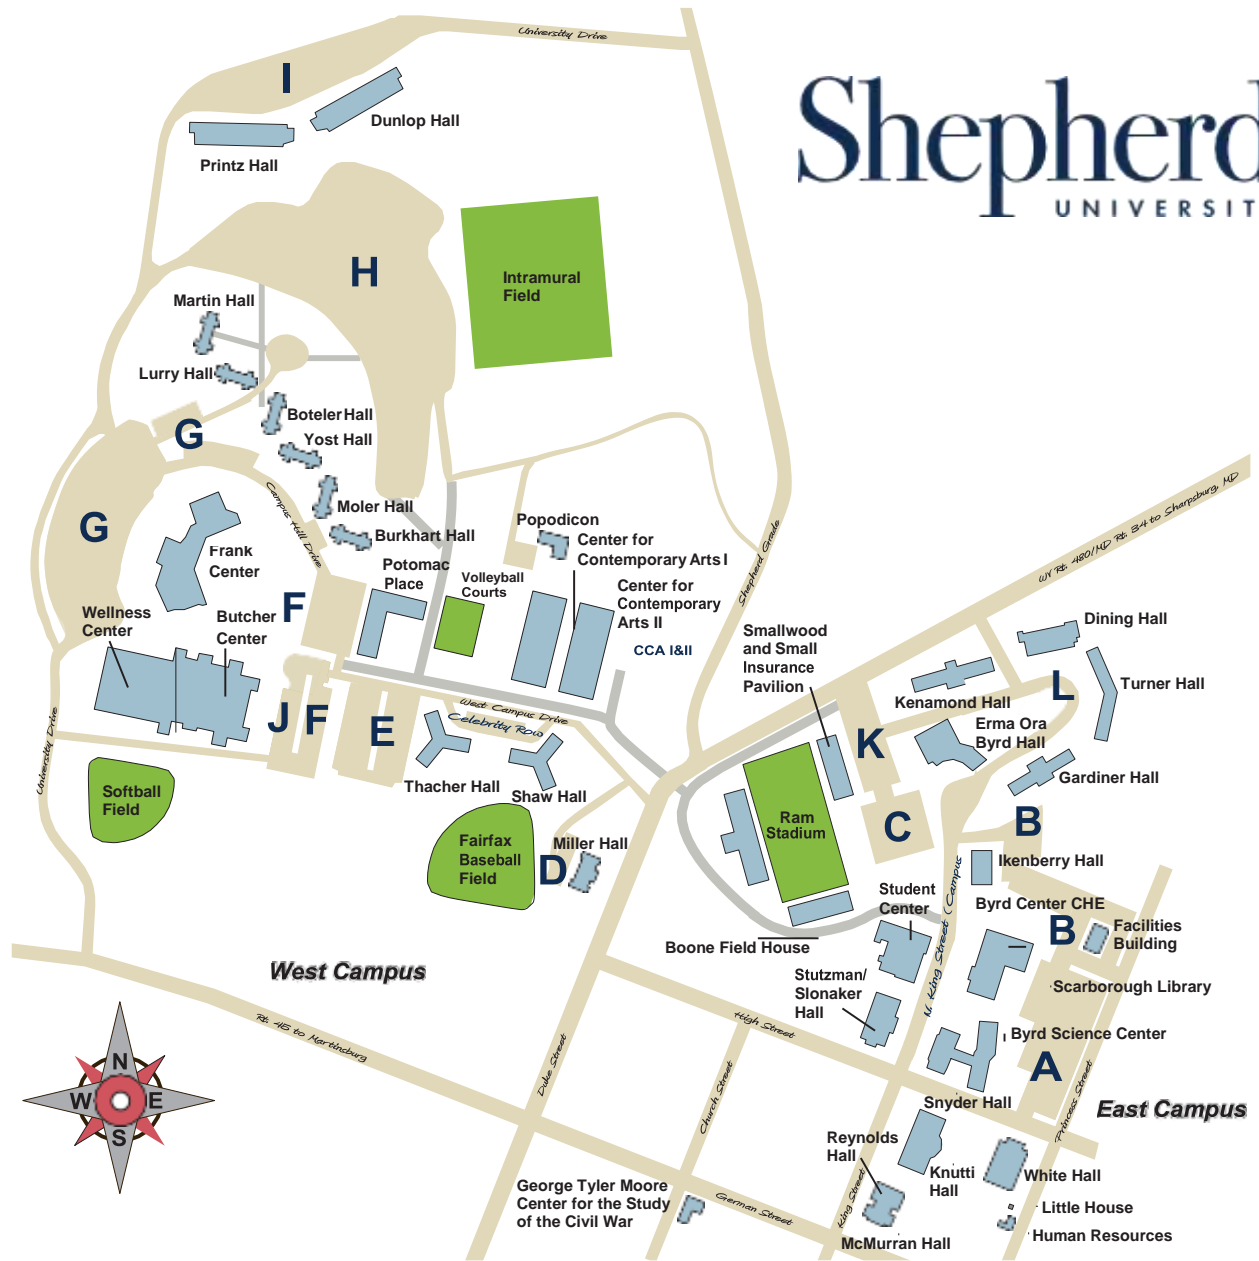 University Drive
I
Dunlop Hall
Printz Hall
Shepherd
UNIVERSIT
H
Intramural
Field
Martin Hall
Lurry Hall
Boteler Hall
G
Yost Hall
Campus Hill Drive
Moler Hall
G
Burkhart Hall
Frank
Center
Popodicon
Center for
Contemporary Arts I
Potomac
Place
Volleyball
Courts
Center for
Contemporary
Arts II
CCA I&II
Shepherd Grade
WV Rt. 480/MD Rt. 34 to Sharpsburg, MD
F
Wellness
Center
Butcher
Center
Smallwood
and Small
Insurance
Pavilion
Dining Hall
Turner Hall
Kenamond Hall
L
Erma Ora
Byrd Hall
K
Gardiner Hall
J
F
E
West Campus Drive
Celebrity Row
University Drive
Thacher Hall
Shaw Hall
Softball
Field
Ram
Stadium
C
B
Fairfax
Baseball
Field
Miller Hall
D
Ikenberry Hall
Student
Center
Byrd Center CHE
B
Facilities
Building
N. King Street (Campus
Boone Field House
West Campus
Stutzman/
Slonaker
Hall
Scarborough Library
Rt. 45 to Martinsburg
High Street
Byrd Science Center
A
Duke Street
Church Street
Princess Street
N
W
E
S
Snyder Hall
East Campus
Reynolds
Hall
Knutti
Hall
White Hall
George Tyler Moore
Center for the Study
of the Civil War
German Street
King Street
Little House
Human Resources
McMurran Hall